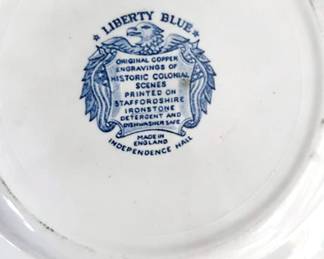 ★ LIBERTY BLUE ★
ORIGINAL COPPER
ENGRAVINGS OF
HISTORIC COLONIAL
SCENES
PRINTED ON
STAFFORDSHIRE
IRONSTONE
DETERGENT AND
DISHWASHER SAFE
MADE IN
ENGLAND
INDEPENDENCE HALL